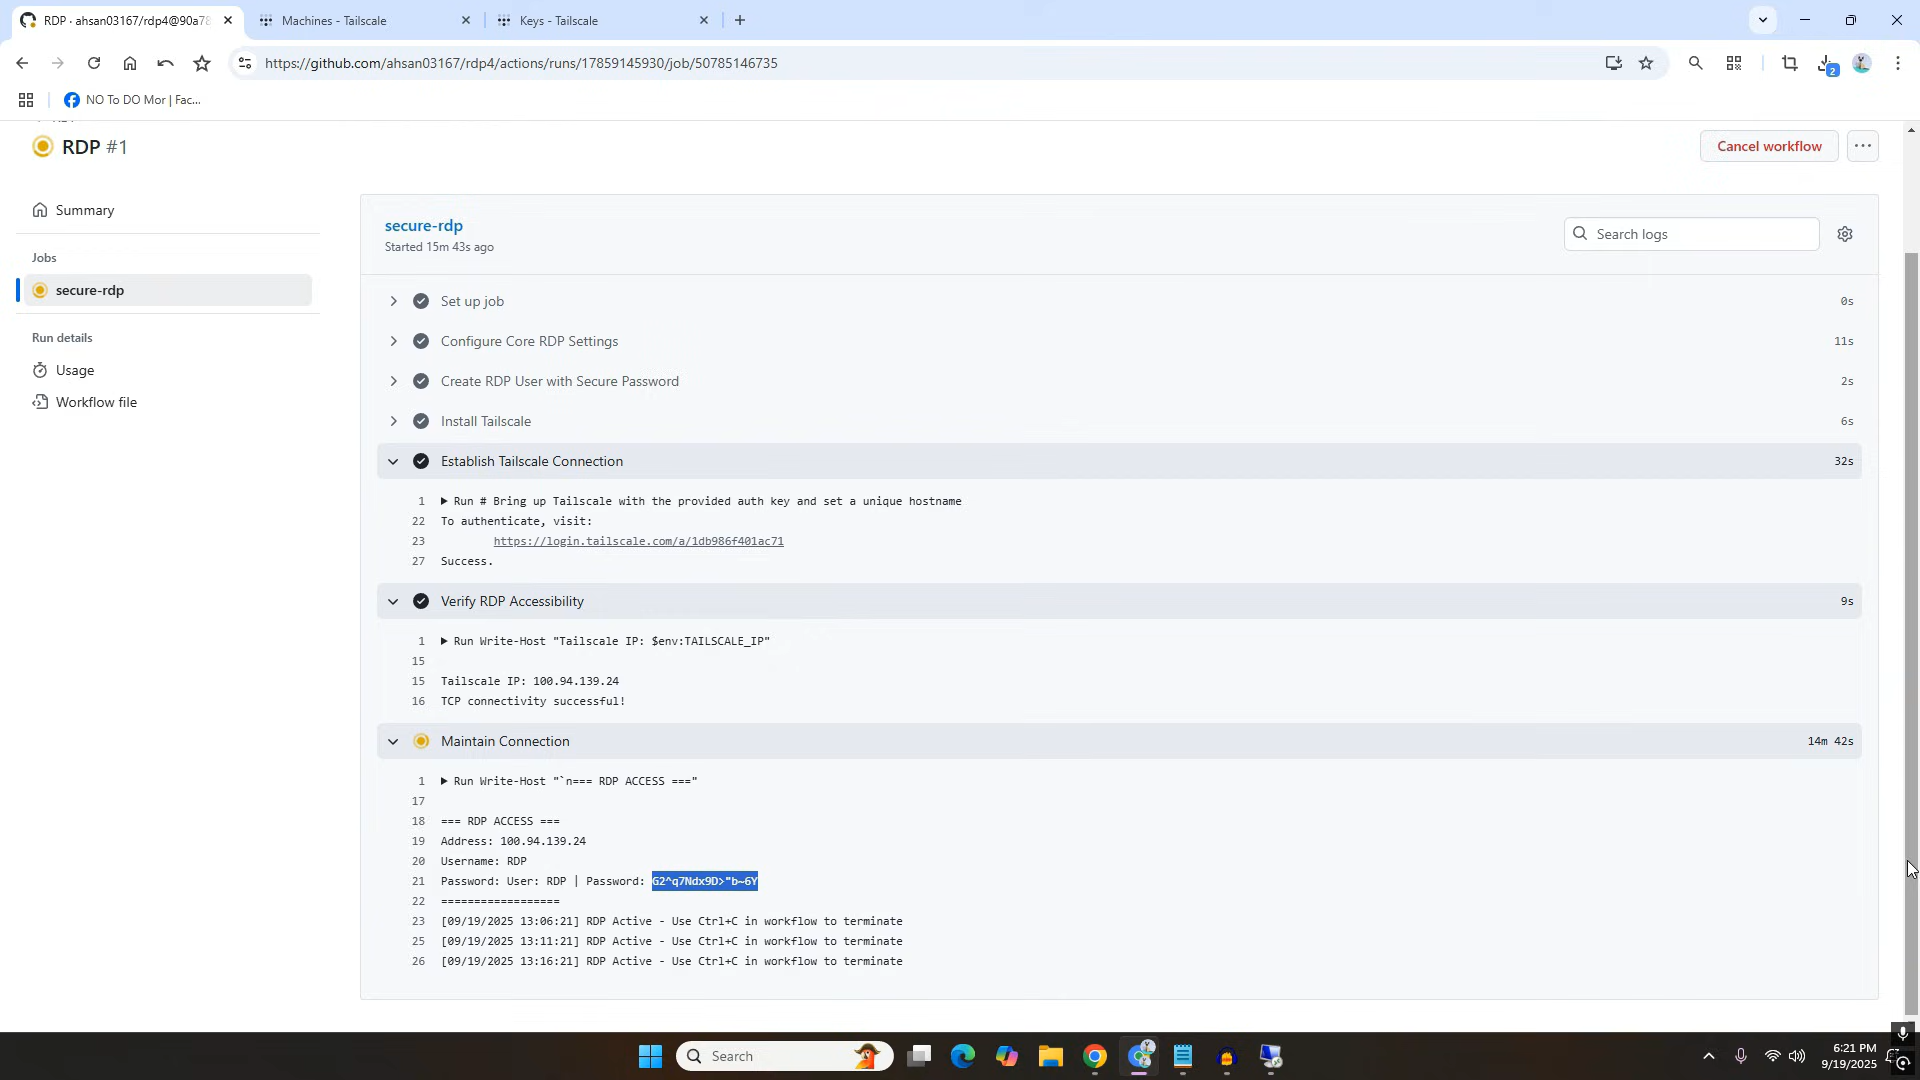 RDP · ahsan03167/rdp4@90a78
Machines - Tailscale
Keys - Tailscale
https://github.com/ahsan03167/rdp4/actions/runs/17859145930/job/50785146735
2
NO To DO Mor | Fac...
RDP #1
Cancel workflow
Summary
Jobs
secure-rdp
Run details
Usage
Workflow file
secure-rdp
Started 15m 43s ago
Search logs
Set up job 0s
Configure Core RDP Settings 11s
Create RDP User with Secure Password 2s
Install Tailscale 6s
Establish Tailscale Connection 32s
1 Run # Bring up Tailscale with the provided auth key and set a unique hostname
22 To authenticate, visit:
23 https://login.tailscale.com/a/1db986f401ac71
27 Success.
Verify RDP Accessibility 9s
1 Run Write-Host "Tailscale IP: $env:TAILSCALE_IP"
15
15 Tailscale IP: 100.94.139.24
16 TCP connectivity successful!
Maintain Connection 14m 42s
1 Run Write-Host "`n=== RDP ACCESS ==="
17
18 === RDP ACCESS ===
19 Address: 100.94.139.24
20 Username: RDP
21 Password: User: RDP | Password: G2^q7Ndx9D>"b~6Y
22 ==================
23 [09/19/2025 13:06:21] RDP Active - Use Ctrl+C in workflow to terminate
25 [09/19/2025 13:11:21] RDP Active - Use Ctrl+C in workflow to terminate
26 [09/19/2025 13:16:21] RDP Active - Use Ctrl+C in workflow to terminate
Search
6:21 PM
9/19/2025